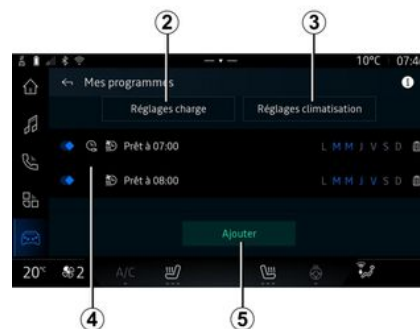 2
3
10°C 07:4
Mes programmes
Réglages charge Réglages climatisation
Prêt à 07:00 L M M J V S D
Prêt à 08:00 L M M J V S D
Ajouter
20° 2 A/C
4
5